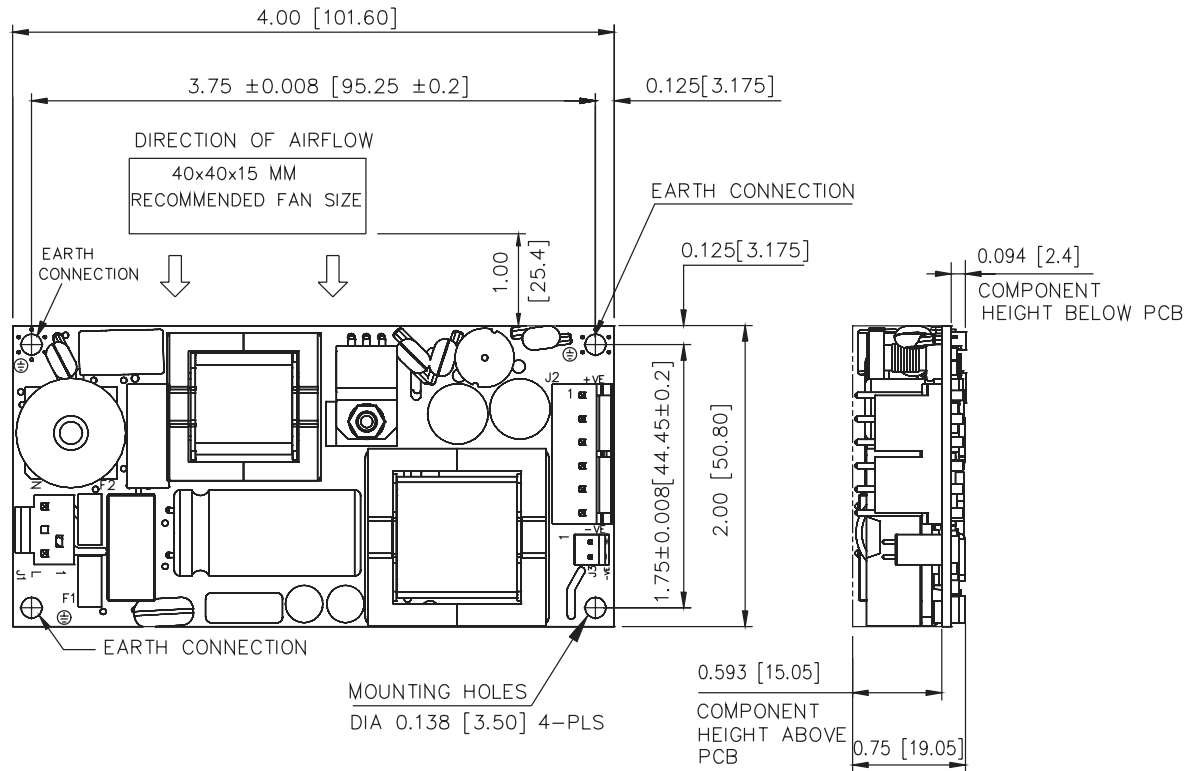 4.00 [101.60]
3.75 ±0.008 [95.25 ±0.2]
0.125[3.175]
DIRECTION OF AIRFLOW
40x40x15 MM
RECOMMENDED FAN SIZE
EARTH CONNECTION
EARTH
CONNECTION
1.00
[25.4]
0.125[3.175]
0.094 [2.4]
COMPONENT
HEIGHT BELOW PCB
J2
+VE
1
1.75±0.008[44.45±0.2]
2.00 [50.80]
N
F2
-VE
1
J3
-VE
J1
L
1
F1
EARTH CONNECTION
MOUNTING HOLES
DIA 0.138 [3.50] 4-PLS
0.593 [15.05]
COMPONENT
HEIGHT ABOVE
PCB
0.75 [19.05]